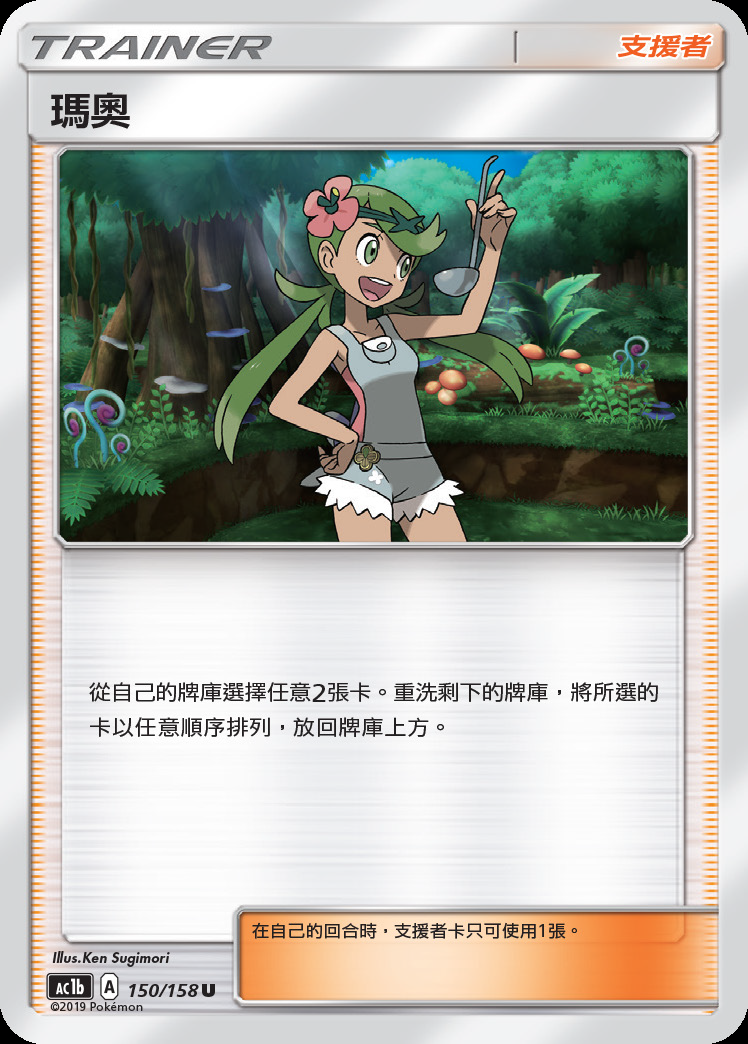 TRAINER
支援者
瑪奧
從自己的牌庫選擇任意2張卡。重洗剩下的牌庫，將所選的
卡以任意順序排列，放回牌庫上方。
在自己的回合時，支援者卡只可使用1張。
Illus.Ken Sugimori
AC1b A 150/158 U
©2019 Pokémon